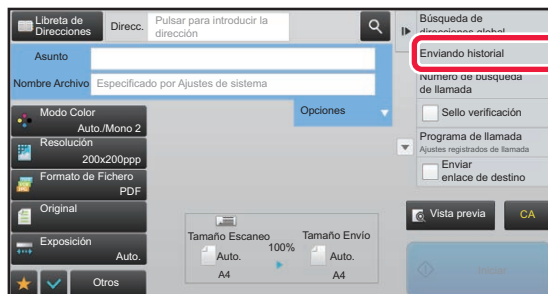 Libreta de
Direcciones
Direcc.
Pulsar para introducir la
dirección
Asunto
Nombre Archivo
Especificado por Ajustes de sistema
Opciones
Modo Color
Auto./Mono 2
Resolución
200x200ppp
Formato de Fichero
PDF
Original
Exposición
Auto.
Otros
Tamaño Escaneo
Auto.
A4
100%
Tamaño Envío
Auto.
A4
Búsqueda de
direcciones global
Enviando historial
Número de búsqueda
de llamada
Sello verificación
Programa de llamada
Ajustes registrados de llamada
Enviar
enlace de destino
Vista previa
CA
Iniciar